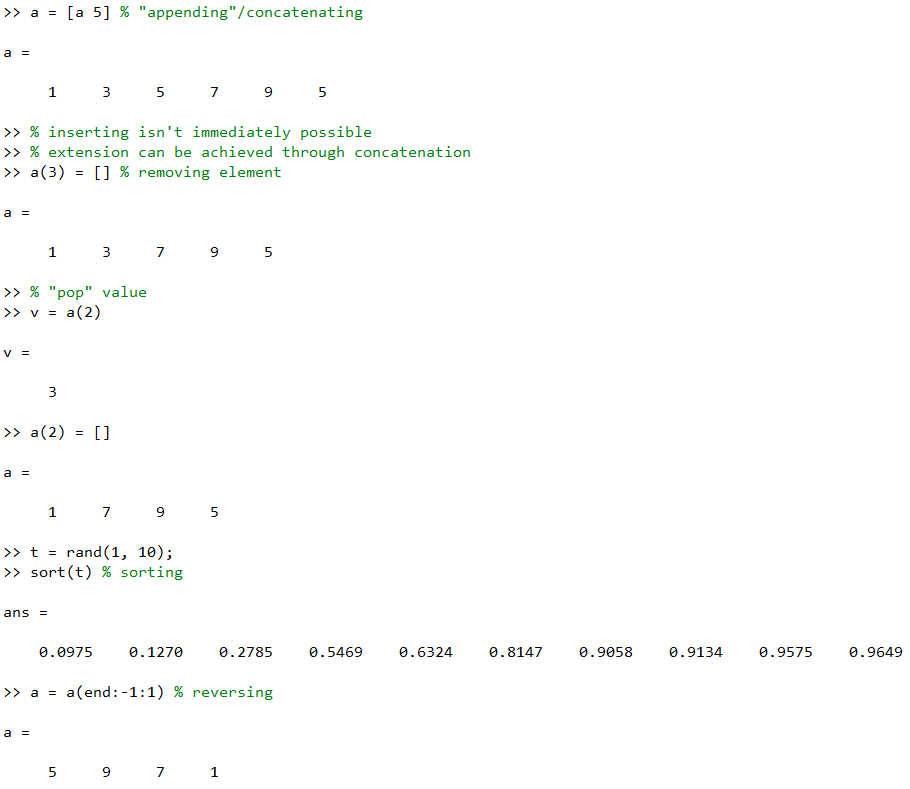 >> a = [a 5] % "appending"/concatenating
a =
1 3 5 7 9 5
>> % inserting isn't immediately possible
>> % extension can be achieved through concatenation
>> a(3) = [] % removing element
a =
1 3 7 9 5
>> % "pop" value
>> v = a(2)
v =
3
>> a(2) = []
a =
1 7 9 5
>> t = rand(1, 10);
>> sort(t) % sorting
ans =
0.0975 0.1270 0.2785 0.5469 0.6324 0.8147 0.9058 0.9134 0.9575 0.9649
>> a = a(end:-1:1) % reversing
a =
5 9 7 1